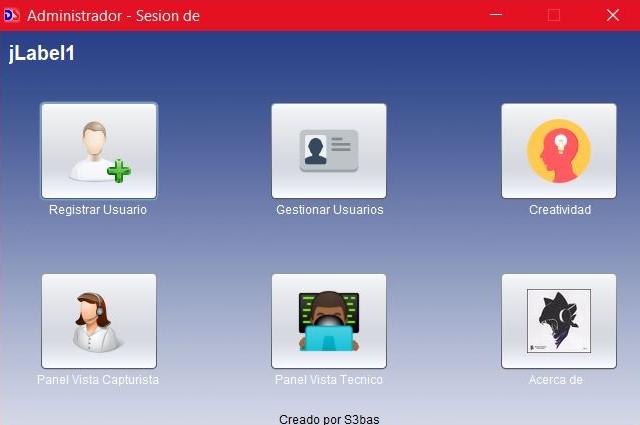 Administrador - Sesion de
jLabel1
Registrar Usuario
Gestionar Usuarios
Creatividad
Panel Vista Capturista
Panel Vista Tecnico
Acerca de
Creado por S3bas